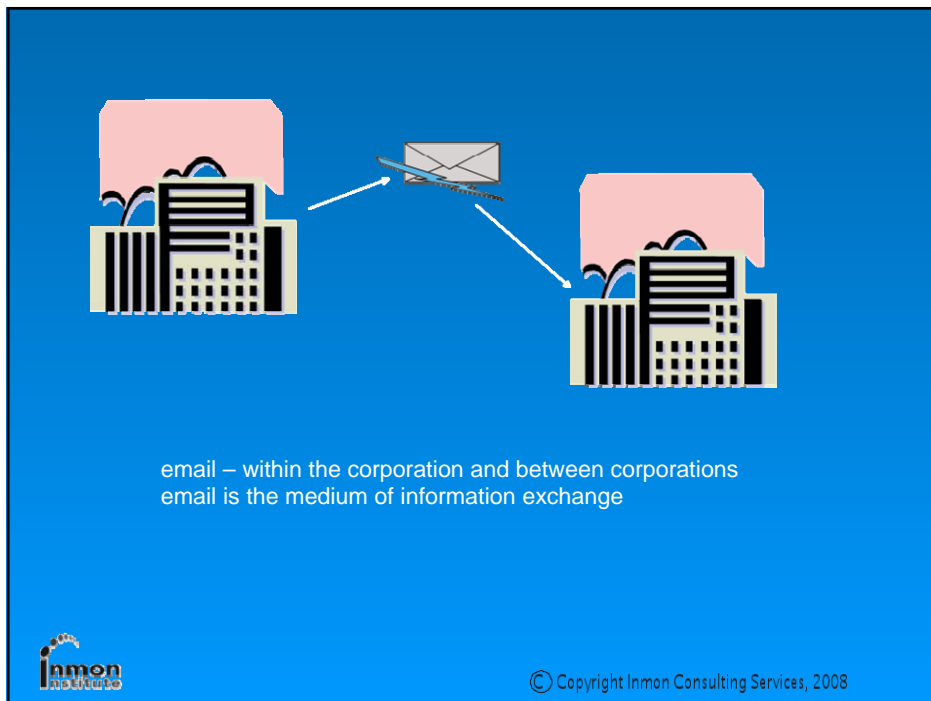 email – within the corporation and between corporations
email is the medium of information exchange
inmon
Institute
© Copyright Inmon Consulting Services, 2008